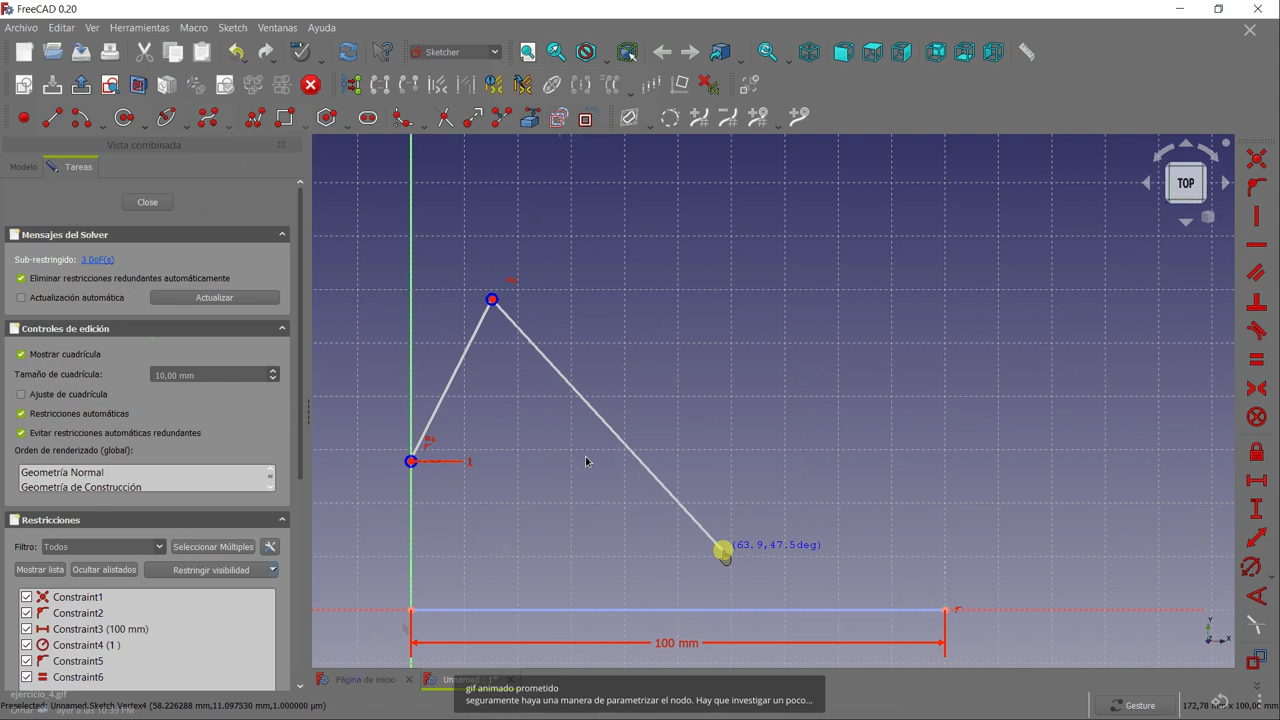 FreeCAD 0.20
Archivo Editar Ver Herramientas Macro Sketch Ventanas Ayuda
Sketcher
Vista combinada
Modelo Tareas
Close
Mensajes del Solver
Sub-restringido: 3 DoF(s)
Eliminar restricciones redundantes automáticamente
Actualización automática Actualizar
Controles de edición
Mostrar cuadrícula
Tamaño de cuadrícula: 10,00 mm
Ajuste de cuadrícula
Restricciones automáticas
Evitar restricciones automáticas redundantes
Orden de renderizado (global):
Geometría Normal
Geometría de Construcción
Restricciones
Filtro: Todos Seleccionar Múltiples
Mostrar lista Ocultar alistados Restringir visibilidad
Constraint1
Constraint2
Constraint3 (100 mm)
Constraint4 (1 )
Constraint5
Constraint6
TOP
1
(63.9,47.5deg)
100 mm
Y
Z X
Página de inicio Unnamed : 1*
gif animado prometido
seguramente haya una manera de parametrizar el nodo. Hay que investigar un poco...
ejercicio_4.gif
Preselected: Unnamed.Sketch.Vertex4 (58.226288 mm,11.097530 mm,1.000000 µm)
Gesture
172,78 mm x 100,00 mm